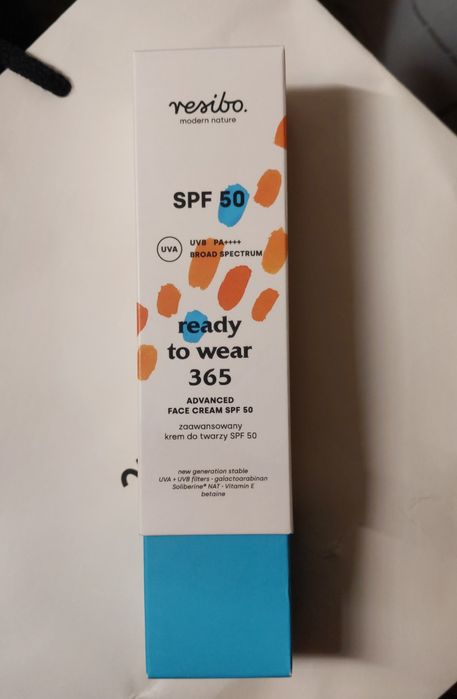 resibo.
modern nature
SPF 50
UVA
UVB PA++++
BROAD SPECTRUM
ready
to wear
365
ADVANCED
FACE CREAM SPF 50
zaawansowany
krem do twarzy SPF 50
new generation stable
UVA + UVB filters · galactoarabinan
Soliberine® NAT · Vitamin E
betaine